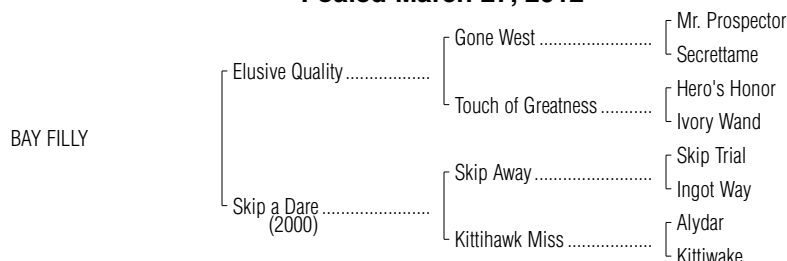 Foaled March 27, 2012
Mr. Prospector
Gone West ......................
Secrettame
Elusive Quality .................
Hero's Honor
Touch of Greatness ..........
Ivory Wand
BAY FILLY
Skip Trial
Skip Away .......................
Ingot Way
Skip a Dare ......................
(2000)
Alydar
Kittihawk Miss ................
Kittiwake